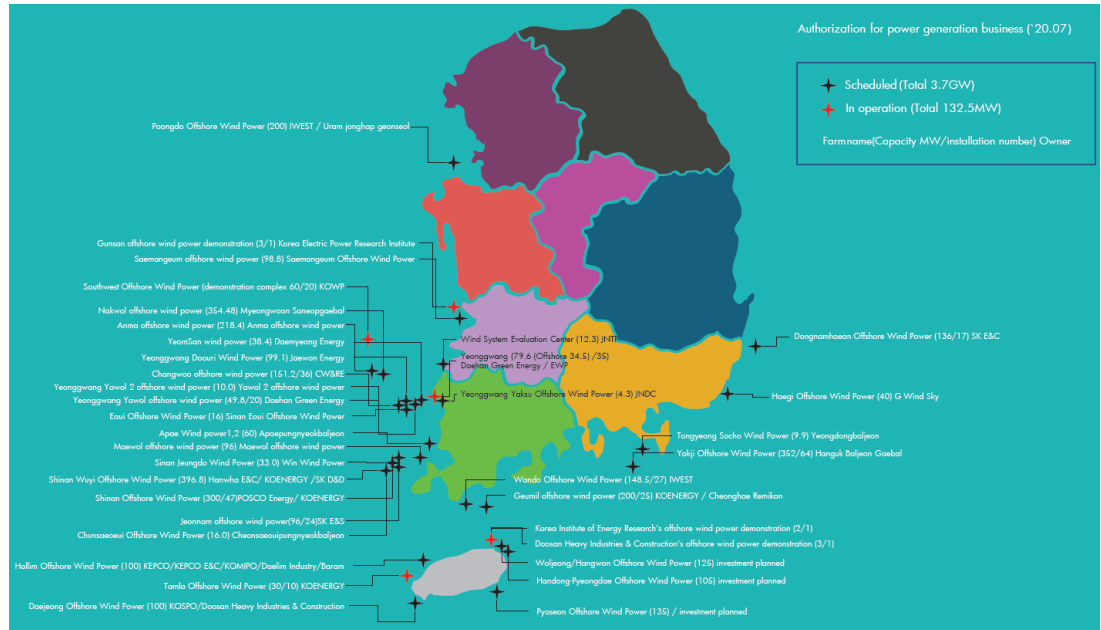 Authorization for power generation business (`20.07)
Scheduled (Total 3.7GW)
In operation (Total 132.5MW)
Farmname(Capacity MW/installation number) Owner
Poongdo Offshore Wind Power (200) IWEST / Uram jonghap geonseol
Gunsan offshore wind power demonstration (3/1) Korea Electric Power Research Institute
Saemangeum offshore wind power (98.8) Saemangeum Offshore Wind Power
Southwest Offshore Wind Power (demonstration complex 60/20) KOWP
Nakwol offshore wind power (354.48) Myeongwoon Saneopgaebal
Anma offshore wind power (218.4) Anma offshore wind power
YeomSan wind power (38.4) Daemyeong Energy
Yeonggwang Doouri Wind Power (99.1) Jaewon Energy
Changwoo offshore wind power (151.2/36) CW&RE
Yeonggwang Yawol 2 offshore wind power (10.0) Yawol 2 offshore wind power
Yeonggwang Yawol offshore wind power (49.8/20) Daehan Green Energy
Eoui Offshore Wind Power (16) Sinan Eoui Offshore Wind Power
Apae Wind power1,2 (60) Apaepungnyeokbaljeon
Maewol offshore wind power (96) Maewol offshore wind power
Sinan Jeungdo Wind Power (33.0) Win Wind Power
Shinan Wuyi Offshore Wind Power (396.8) Hanwha E&C/ KOENERGY /SK D&D
Shinan Offshore Wind Power (300/47)POSCO Energy/ KOENERGY
Jeonnam offshore wind power(96/24)SK E&S
Chunsaeoeui Offshore Wind Power (16.0) Cheonsaeouipungnyeokbaljeon
Hallim Offshore Wind Power (100) KEPCO/KEPCO E&C/KOMIPO/Daelim Industry/Baram
Tamla Offshore Wind Power (30/10) KOENERGY
Daejeong Offshore Wind Power (100) KOSPO/Doosan Heavy Industries & Construction
Wind System Evaluation Center (12.3) JNTP
Yeonggwang (79.6 (Offshore 34.5) /35)
Daehan Green Energy / EWP
Yeonggwang Yaksu Offshore Wind Power (4.3) JNDC
Dongnamhaean Offshore Wind Power (136/17) SK E&C
Haegi Offshore Wind Power (40) G Wind Sky
Tongyeong Socho Wind Power (9.9) Yeongdongbaljeon
Yokji Offshore Wind Power (352/64) Hanguk Baljeon Gaebal
Wando Offshore Wind Power (148.5/27) IWEST
Geumil offshore wind power (200/25) KOENERGY / Cheonghae Remikon
Korea Institute of Energy Research's offshore wind power demonstration (2/1)
Doosan Heavy Industries & Construction's offshore wind power demonstration (3/1)
Woljeong/Hangwon Offshore Wind Power (125) investment planned
Handong-Pyeongdae Offshore Wind Power (105) investment planned
Pyoseon Offshore Wind Power (135) / investment planned